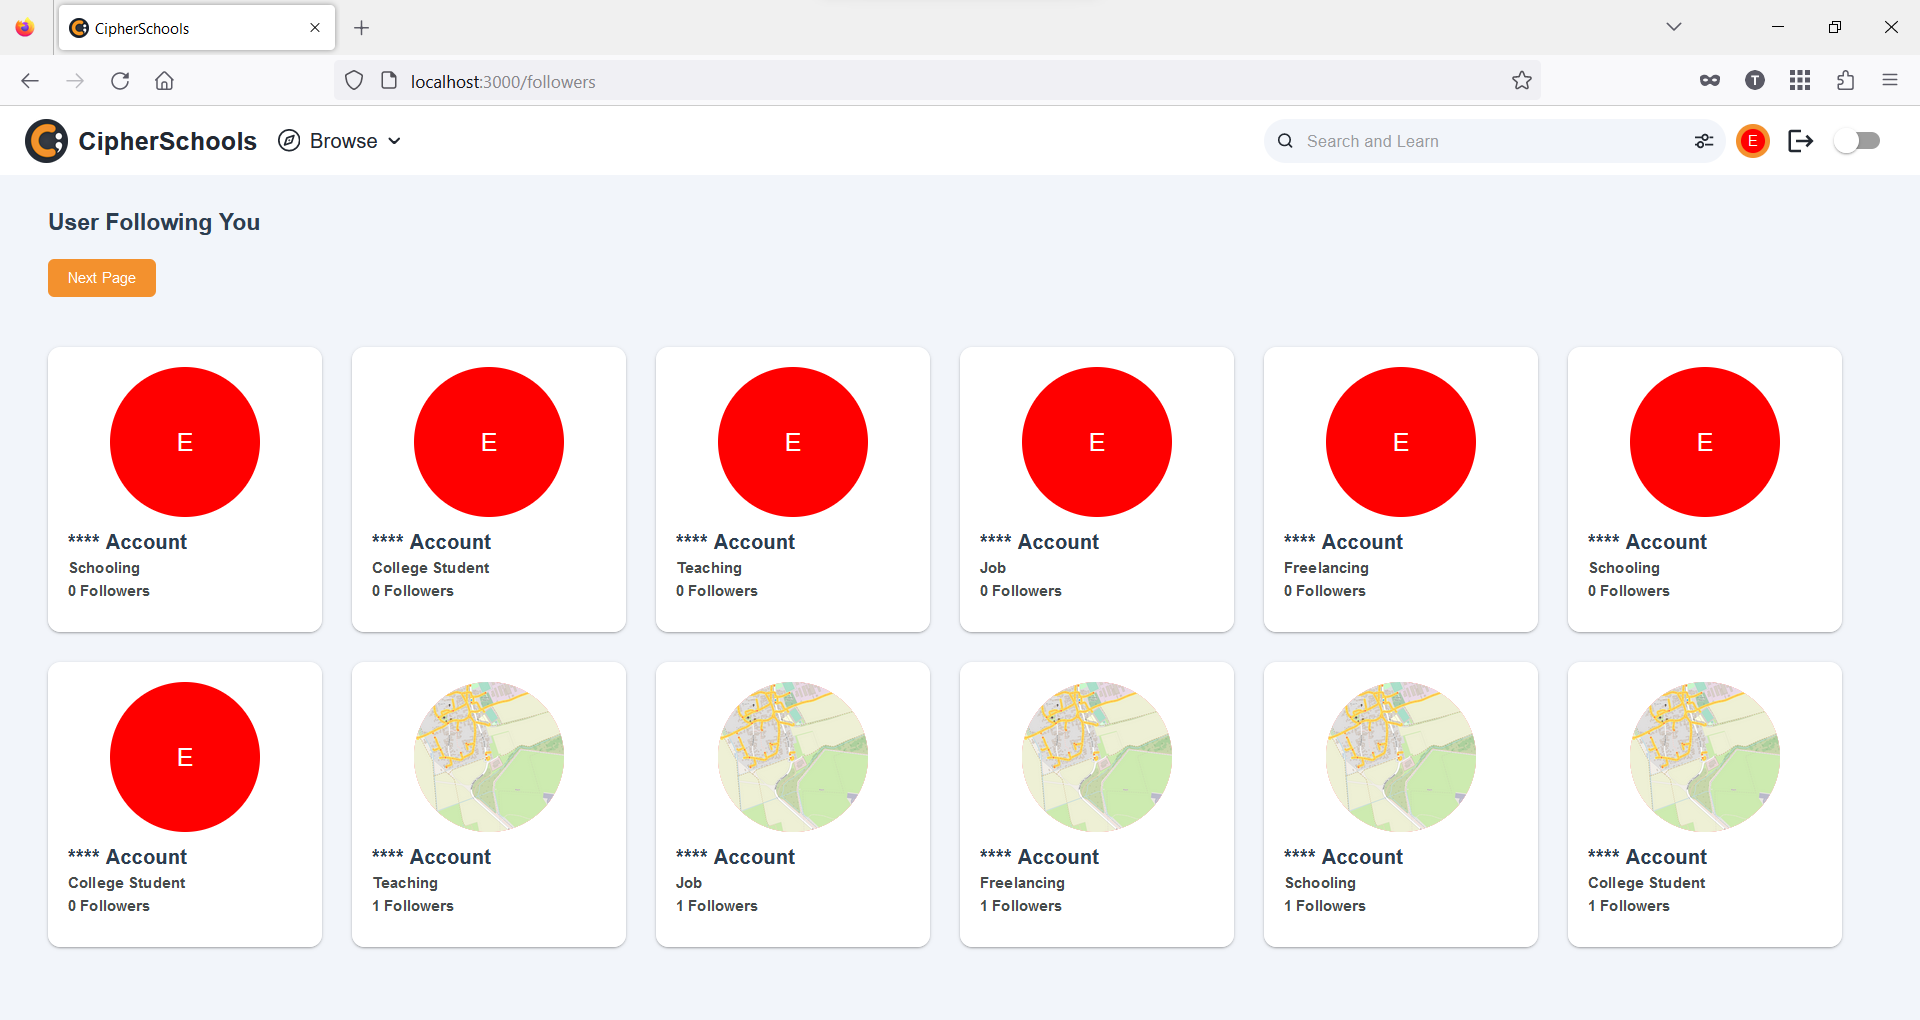 CipherSchools
localhost:3000/followers
T
CipherSchools
Browse
Search and Learn
E
User Following You
Next Page
E
**** Account
Schooling
0 Followers
E
**** Account
College Student
0 Followers
E
**** Account
Teaching
0 Followers
E
**** Account
Job
0 Followers
E
**** Account
Freelancing
0 Followers
E
**** Account
Schooling
0 Followers
E
**** Account
College Student
0 Followers
**** Account
Teaching
1 Followers
**** Account
Job
1 Followers
**** Account
Freelancing
1 Followers
**** Account
Schooling
1 Followers
**** Account
College Student
1 Followers